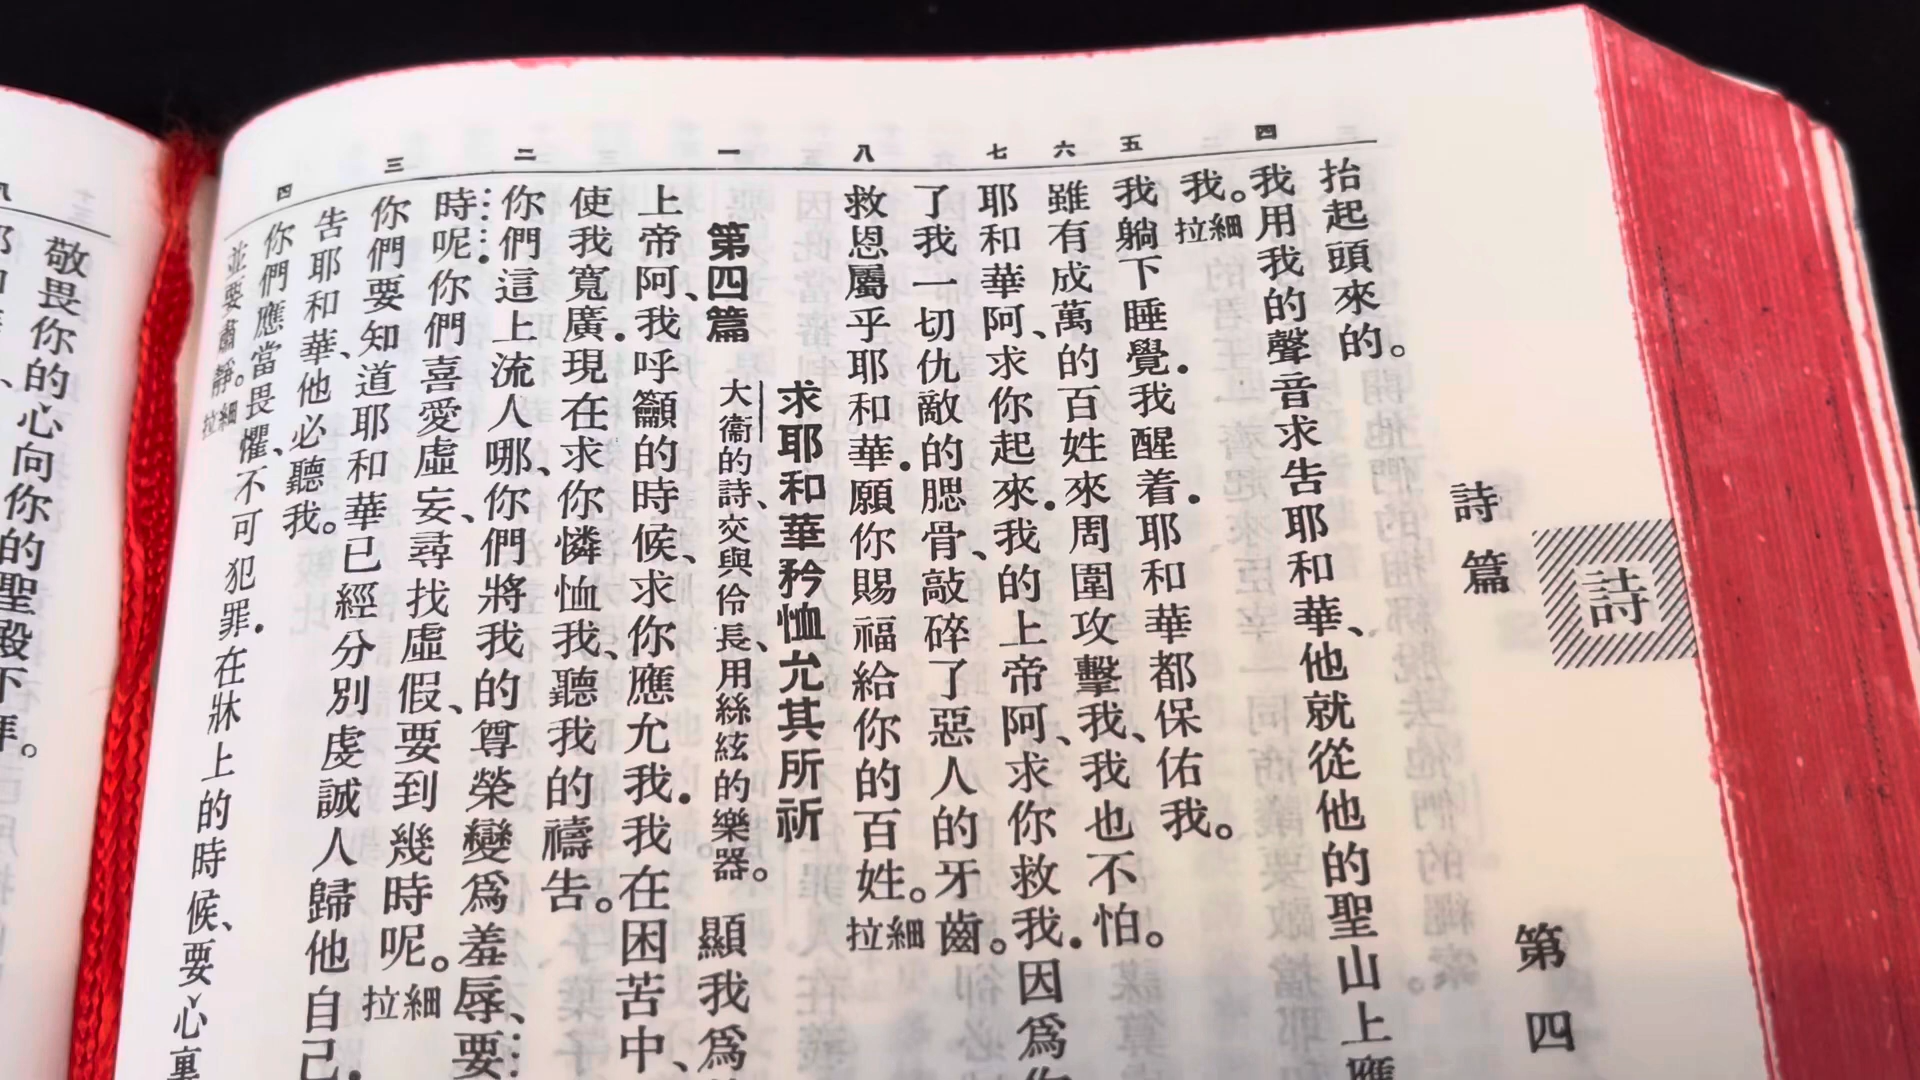 詩
詩篇　第四
四　五　六　七　八　一　二　三　四
抬起頭來的。
我用我的聲音求告耶和華、他就從他的聖山上應
我。細拉
我躺下睡覺．我醒着．耶和華都保佑我。
雖有成萬的百姓來周圍攻擊我、我也不怕。
耶和華阿、求你起來．我的上帝阿、求你救我．因爲你
了我一切仇敵的腮骨、敲碎了惡人的牙齒。
救恩屬乎耶和華．願你賜福給你的百姓。細拉
求耶和華矜恤允其所祈
第四篇　大衞的詩、交與伶長、用絲絃的樂器。
顯我爲
上帝阿、我呼籲的時候、求你應允我．我在困苦中、
使我寬廣．現在求你憐恤我、聽我的禱告。
你們這上流人哪、你們將我的尊榮變爲羞辱、要
時呢．你們喜愛虛妄、尋找虛假、要到幾時呢。細拉
你們要知道耶和華已經分別虔誠人歸他自己．
告耶和華、他必聽我。
你們應當畏懼、不可犯罪．在牀上的時候、要心裏
並要肅靜。細拉
敬畏你的心向你的聖殿下拜。